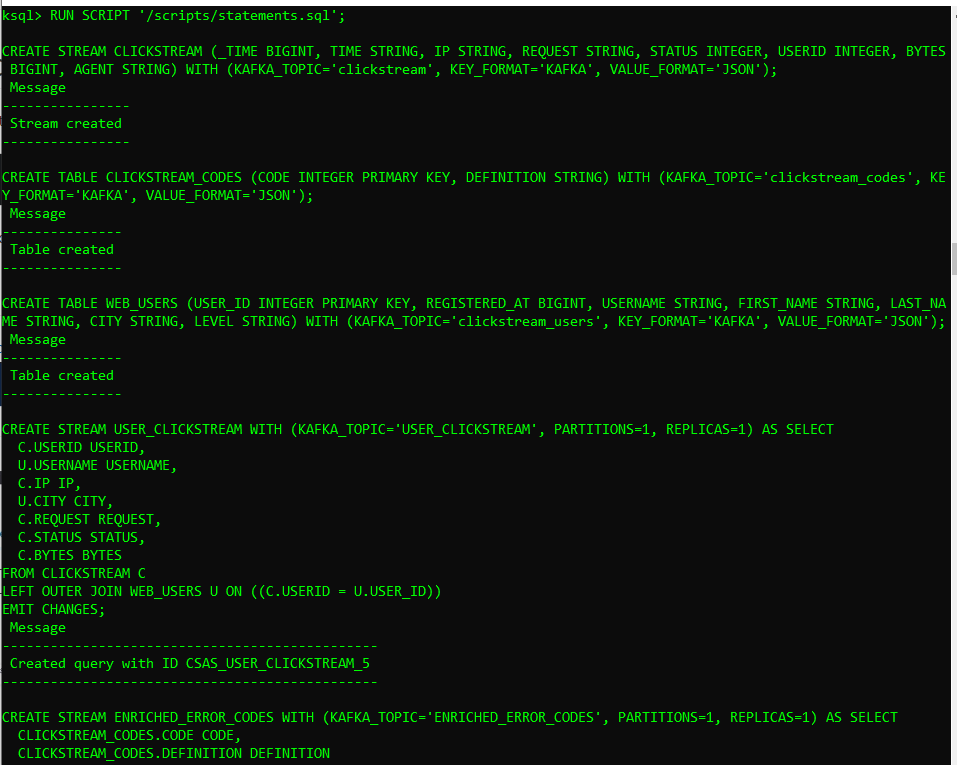 ksql> RUN SCRIPT '/scripts/statements.sql';

CREATE STREAM CLICKSTREAM (_TIME BIGINT, TIME STRING, IP STRING, REQUEST STRING, STATUS INTEGER, USERID INTEGER, BYTES
 BIGINT, AGENT STRING) WITH (KAFKA_TOPIC='clickstream', KEY_FORMAT='KAFKA', VALUE_FORMAT='JSON');
 Message
----------------
 Stream created
----------------

CREATE TABLE CLICKSTREAM_CODES (CODE INTEGER PRIMARY KEY, DEFINITION STRING) WITH (KAFKA_TOPIC='clickstream_codes', KE
Y_FORMAT='KAFKA', VALUE_FORMAT='JSON');
 Message
---------------
 Table created
---------------

CREATE TABLE WEB_USERS (USER_ID INTEGER PRIMARY KEY, REGISTERED_AT BIGINT, USERNAME STRING, FIRST_NAME STRING, LAST_NA
ME STRING, CITY STRING, LEVEL STRING) WITH (KAFKA_TOPIC='clickstream_users', KEY_FORMAT='KAFKA', VALUE_FORMAT='JSON');
 Message
---------------
 Table created
---------------

CREATE STREAM USER_CLICKSTREAM WITH (KAFKA_TOPIC='USER_CLICKSTREAM', PARTITIONS=1, REPLICAS=1) AS SELECT
  C.USERID USERID,
  U.USERNAME USERNAME,
  C.IP IP,
  U.CITY CITY,
  C.REQUEST REQUEST,
  C.STATUS STATUS,
  C.BYTES BYTES
FROM CLICKSTREAM C
LEFT OUTER JOIN WEB_USERS U ON ((C.USERID = U.USER_ID))
EMIT CHANGES;
 Message
-----------------------------------------------
 Created query with ID CSAS_USER_CLICKSTREAM_5
-----------------------------------------------

CREATE STREAM ENRICHED_ERROR_CODES WITH (KAFKA_TOPIC='ENRICHED_ERROR_CODES', PARTITIONS=1, REPLICAS=1) AS SELECT
  CLICKSTREAM_CODES.CODE CODE,
  CLICKSTREAM_CODES.DEFINITION DEFINITION